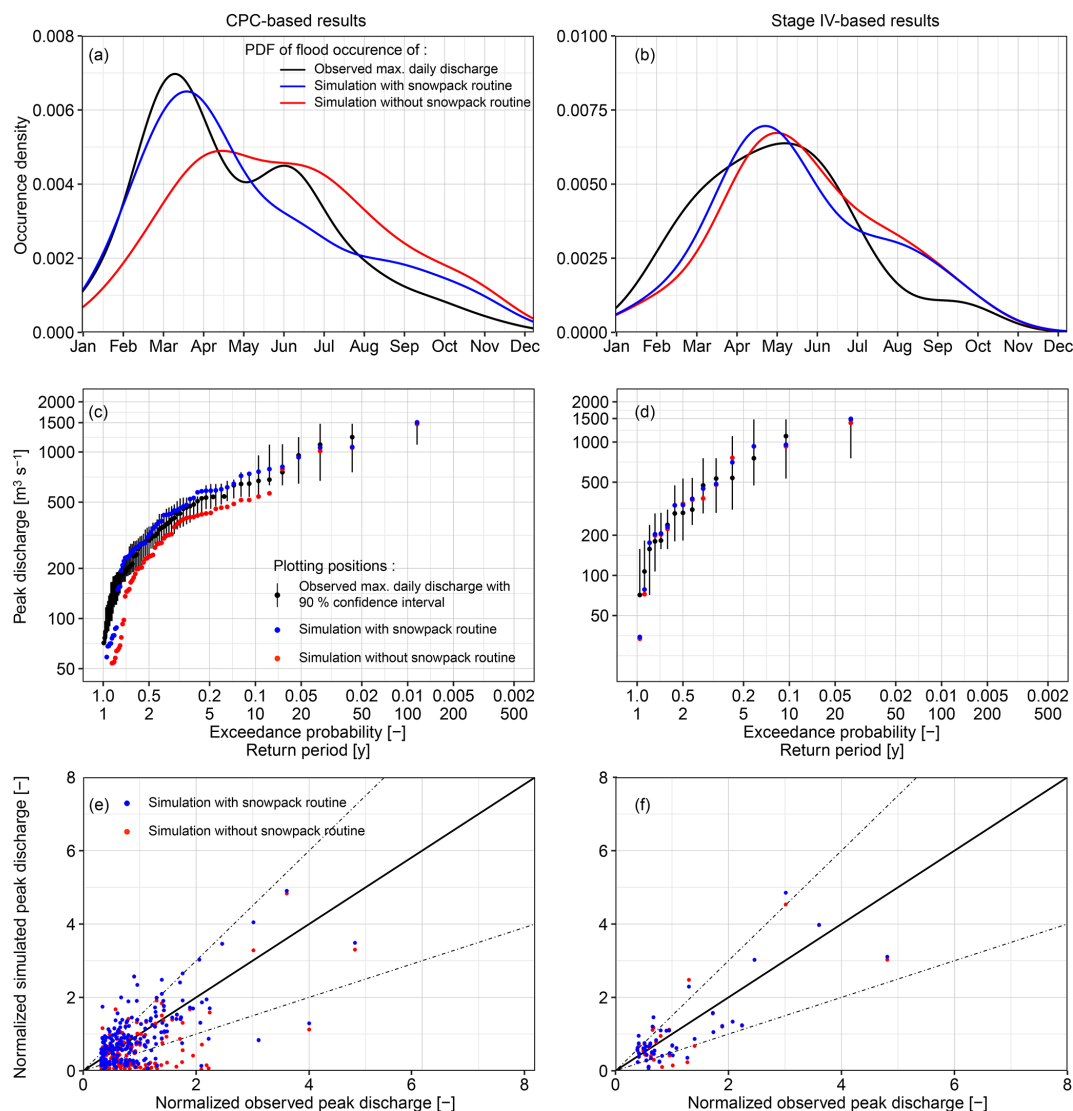 CPC-based results
Stage IV-based results
0.008
0.006
0.004
0.002
0.000
Occurence density
(a)
PDF of flood occurence of :
Observed max. daily discharge
Simulation with snowpack routine
Simulation without snowpack routine
Jan Feb Mar Apr May Jun Jul Aug Sep Oct Nov Dec
0.0100
0.0075
0.0050
0.0025
0.0000
(b)
Jan Feb Mar Apr May Jun Jul Aug Sep Oct Nov Dec
2000
1500
1000
500
200
100
50
Peak discharge [m³ s⁻¹]
(c)
Plotting positions :
Observed max. daily discharge with
90 % confidence interval
Simulation with snowpack routine
Simulation without snowpack routine
1.0 0.5 0.2 0.1 0.05 0.02 0.01 0.005 0.002
1 2 5 10 20 50 100 200 500
Exceedance probability [−]
Return period [y]
2000
1500
1000
500
200
100
50
(d)
1.0 0.5 0.2 0.1 0.05 0.02 0.01 0.005 0.002
1 2 5 10 20 50 100 200 500
Exceedance probability [−]
Return period [y]
8
6
4
2
0
Normalized simulated peak discharge [−]
(e)
Simulation with snowpack routine
Simulation without snowpack routine
0 2 4 6 8
Normalized observed peak discharge [−]
8
6
4
2
0
(f)
0 2 4 6 8
Normalized observed peak discharge [−]